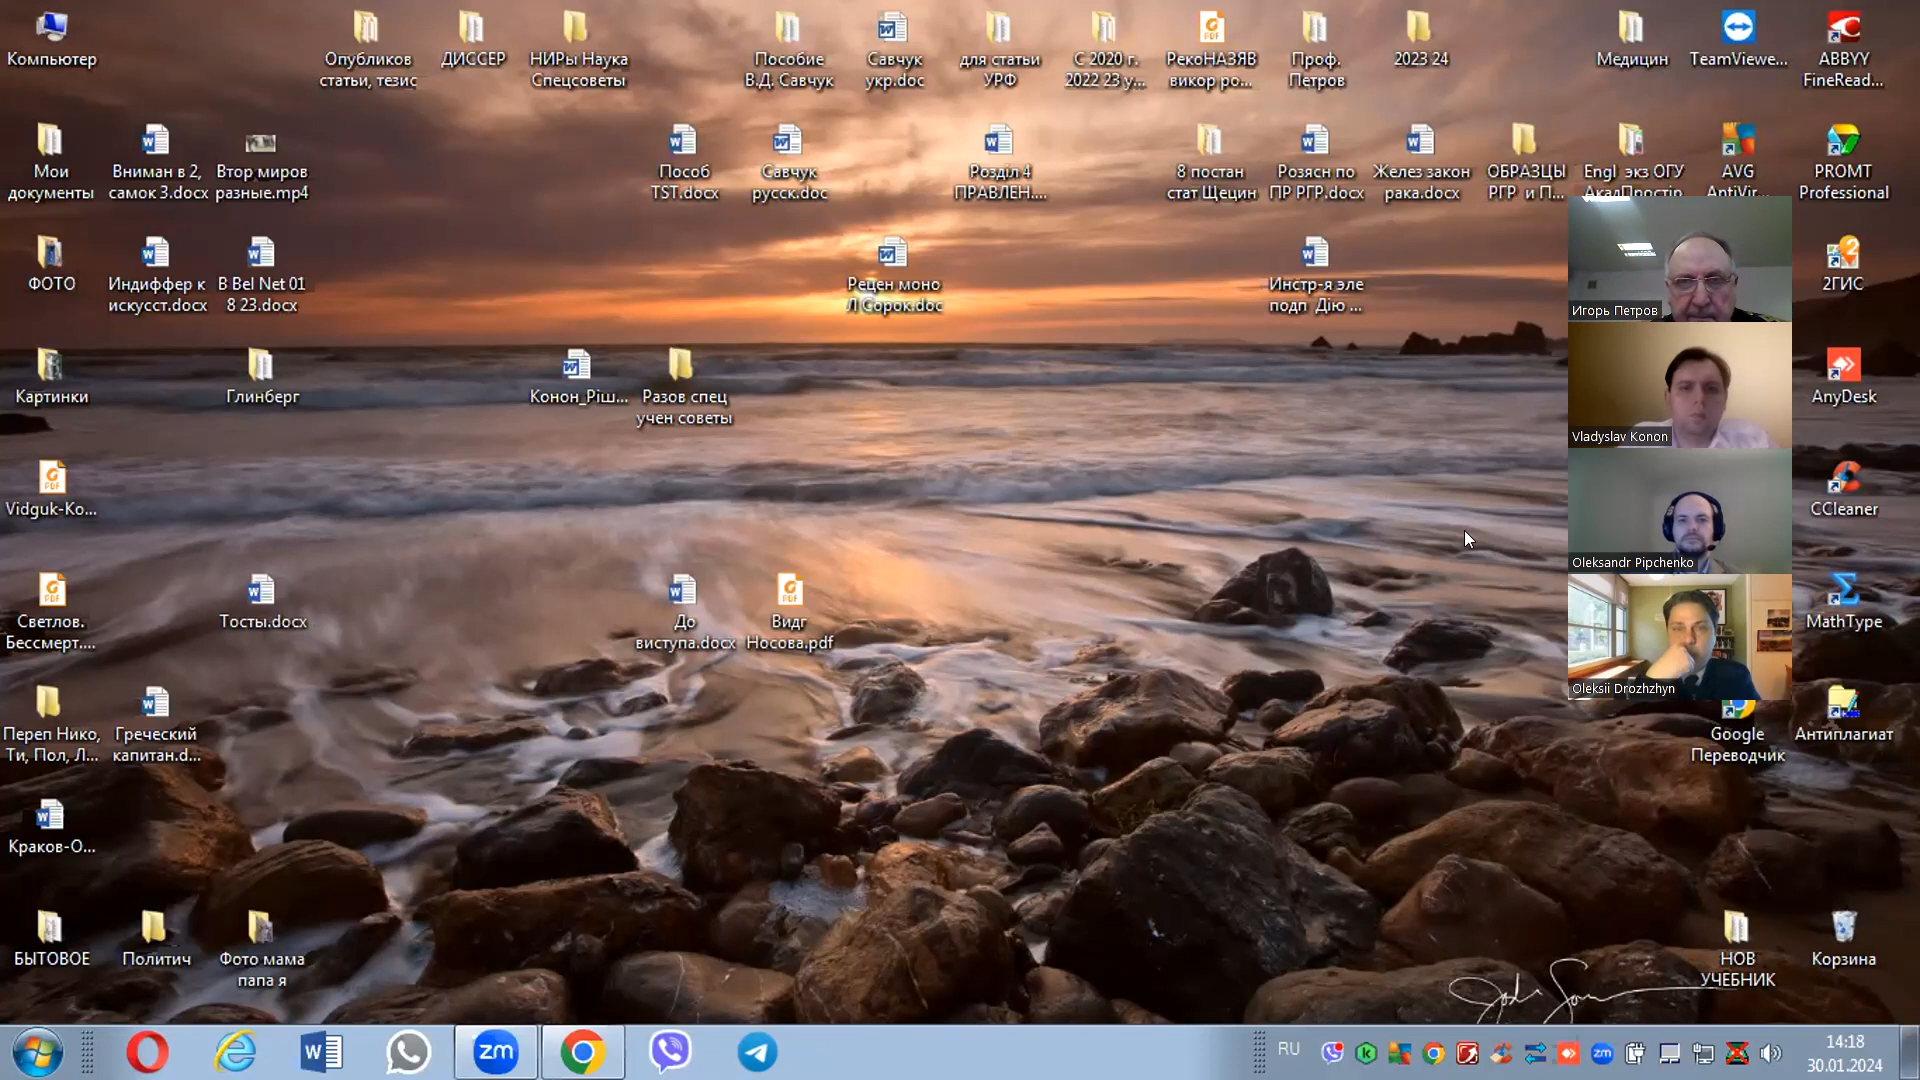 Компьютер
Опубликов
статьи, тезис
ДИССЕР
НИРы Наука
Спецсоветы
Пособие
В.Д. Савчук
Савчук
укр.doc
для статьи
УРФ
С 2020 г.
2022 23 у...
РекоНАЗЯВ
викор ро...
Проф.
Петров
2023 24
Медицин
TeamViewe...
ABBYY
FineRead...
Мои
документы
Вниман в 2,
самок 3.docx
Втор миров
разные.mp4
Пособ
TST.docx
Савчук
русск.doc
Розділ 4
ПРАВЛЕН....
8 постан
стат Щецин
Розясн по
ПР РГР.docx
Желез закон
рака.docx
ОБРАЗЦЫ
РГР и П...
Engl экз ОГУ
АкадПростір
AVG
AntiVir...
PROMT
Professional
ФОТО
Индиффер к
искусст.docx
В Bel Net 01
8 23.docx
Рецен моно
Л Сорок.doc
Инстр-я эле
подп Дію ...
Игорь Петров
2ГИС
Картинки
Глинберг
Конон_Ріш...
Разов спец
учен советы
Vladyslav Konon
AnyDesk
Vidguk-Ko...
Oleksandr Pipchenko
CCleaner
Светлов.
Бессмерт....
Тосты.docx
До
виступа.docx
Видг
Носова.pdf
Oleksii Drozhzhyn
MathType
Переп Нико,
Ти, Пол, Л...
Греческий
капитан.d...
Google
Переводчик
Антиплагиат
Краков-О...
БЫТОВОЕ
Политич
Фото мама
папа я
НОВ
УЧЕБНИК
Корзина
zm
RU
zm
14:18
30.01.2024